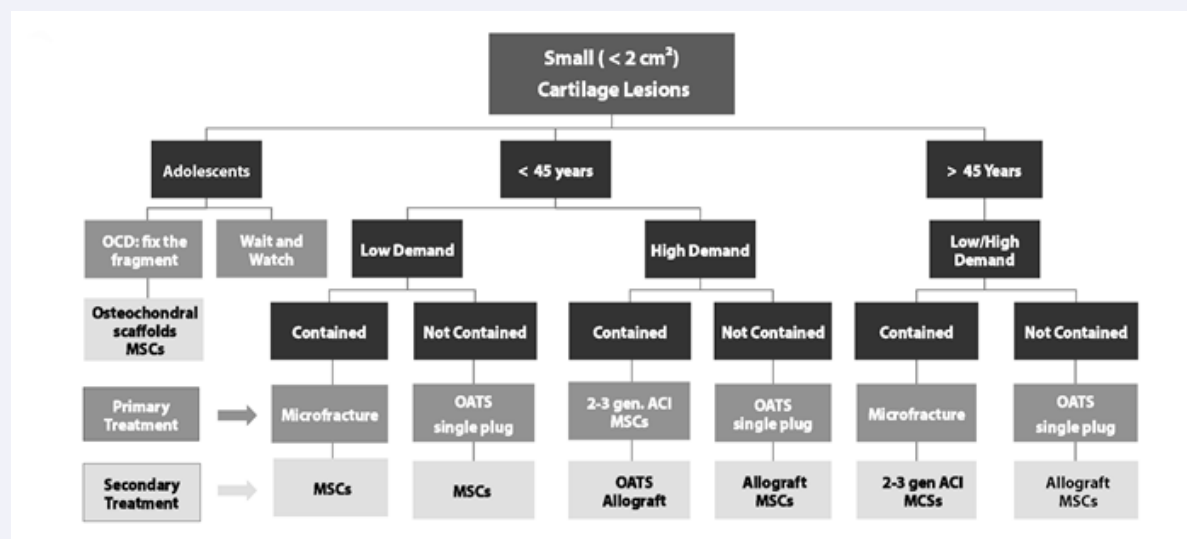 Small ( < 2 cm²)
Cartilage Lesions
Adolescents
< 45 years
> 45 Years
OCD: fix the
fragment
Wait and
Watch
Low Demand
High Demand
Low/High
Demand
Osteochondral
scaffolds
MSCs
Contained
Not Contained
Contained
Not Contained
Contained
Not Contained
Primary
Treatment
Microfracture
OATS
single plug
2-3 gen. ACI
MSCs
OATS
single plug
Microfracture
OATS
single plug
Secondary
Treatment
MSCs
MSCs
OATS
Allograft
Allograft
MSCs
2-3 gen ACI
MCSs
Allograft
MSCs